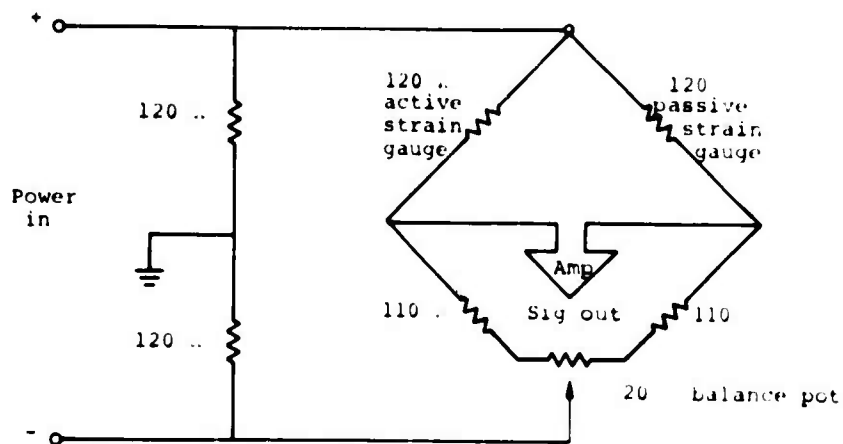 +
120
120
active
strain
gauge
120
passive
strain
gauge
Power
in
Amp
Sig out
110
110
120
20 balance pot
-